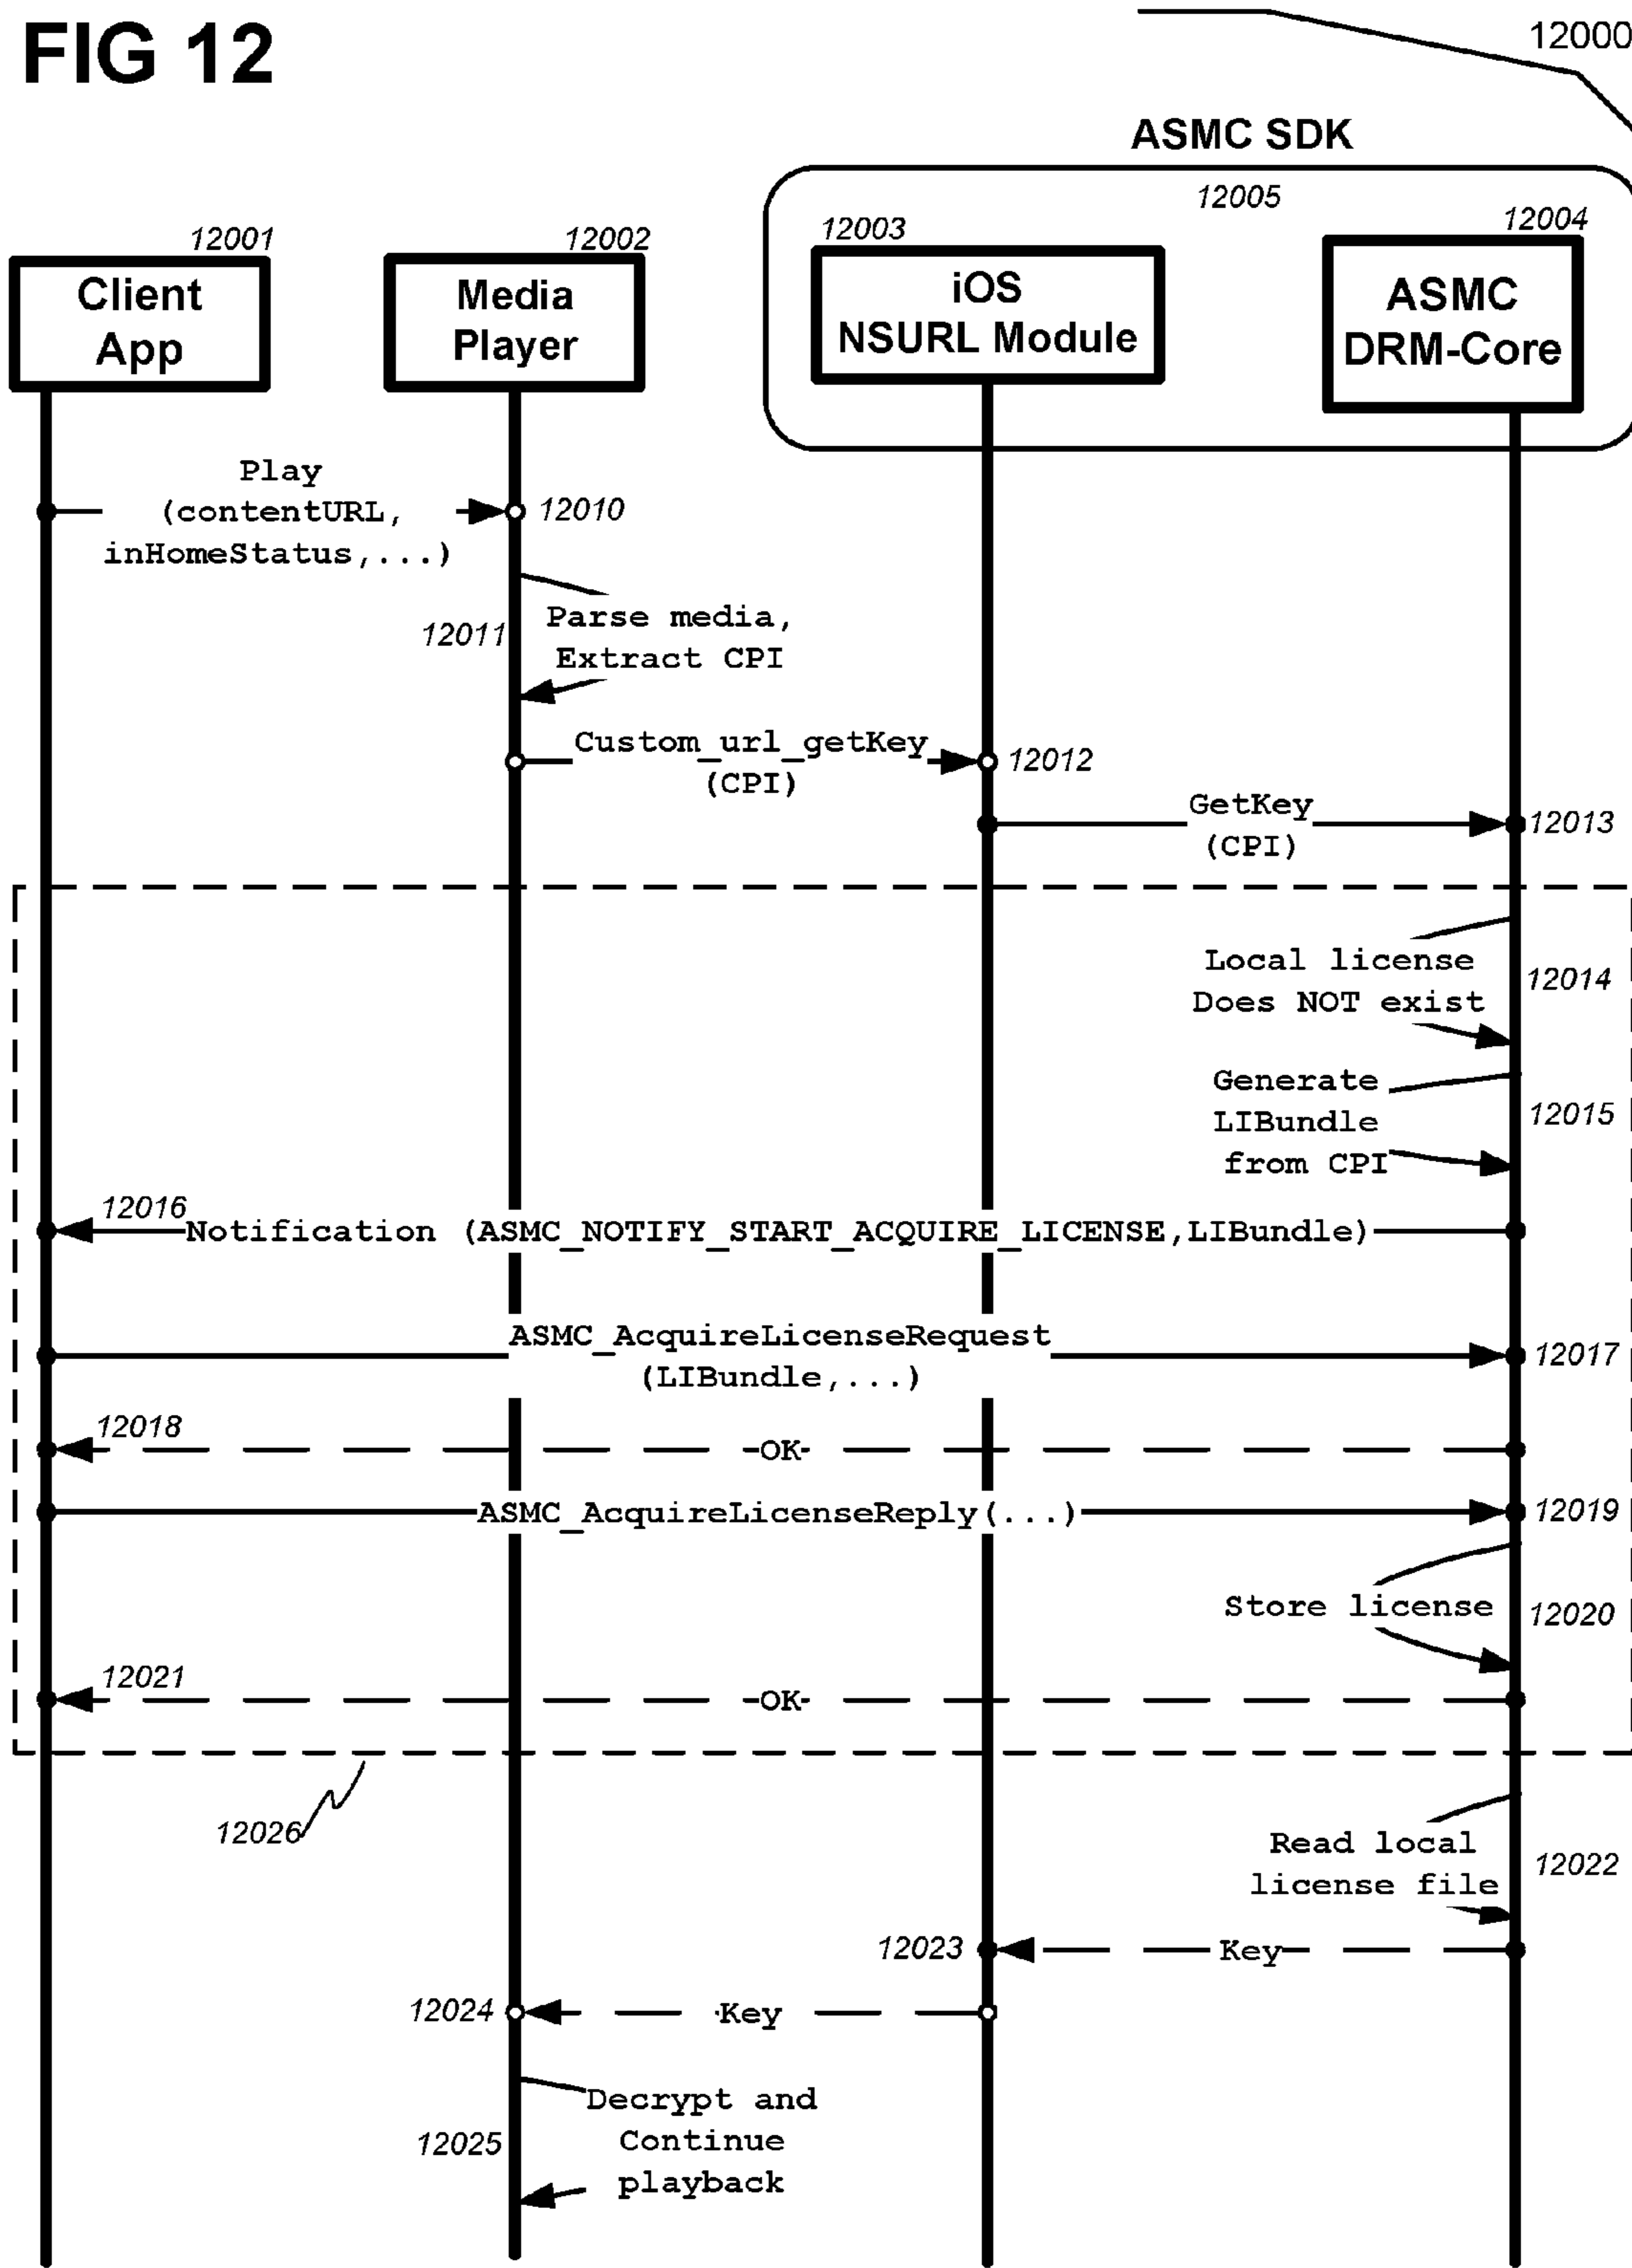 FIG 12
12000
ASMC SDK
12005
12001
12002
12003
12004
Client
App
Media
Player
iOS
NSURL Module
ASMC
DRM-Core
Play
(contentURL,
inHomeStatus,...)
12010
12011
Parse media,
Extract CPI
Custom_url_getKey
(CPI)
12012
GetKey
(CPI)
12013
Local license
Does NOT exist
12014
Generate
LIBundle
from CPI
12015
12016
Notification (ASMC_NOTIFY_START_ACQUIRE_LICENSE,LIBundle)
ASMC_AcquireLicenseRequest
(LIBundle,...)
12017
12018
OK
ASMC_AcquireLicenseReply(...)
12019
Store license
12020
12021
OK
12026
Read local
license file
12022
12023
Key
12024
Key
Decrypt and
Continue
playback
12025